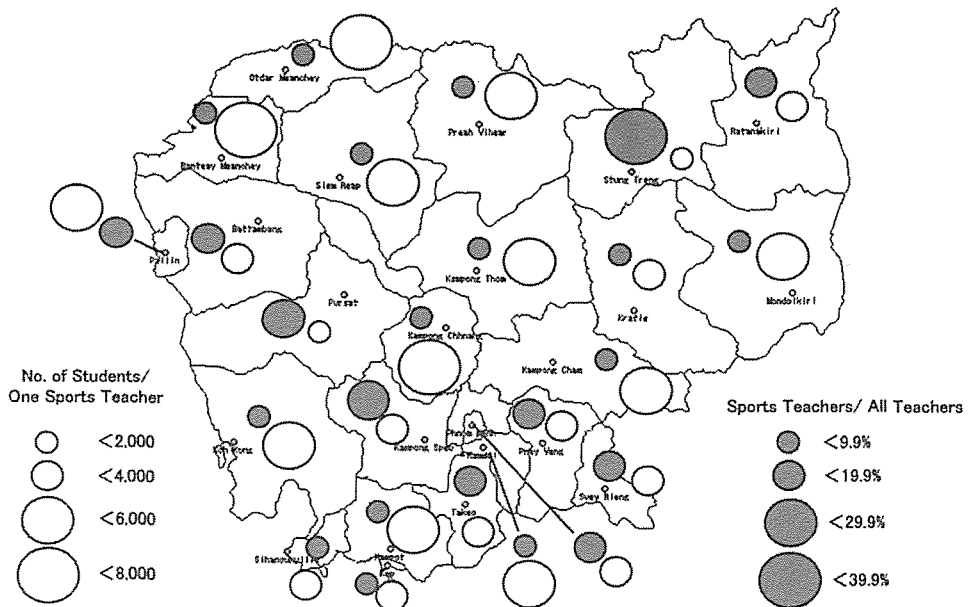 Otdar Meanchey
Preah Vihear
Ratanakiri
Banteay Meanchey
Siem Reap
Stung Treng
Battambang
Pailin
Kampong Thom
Mondolkiri
Pursat
Kratie
Kampong Chhnang
Kampong Cham
No. of Students/
One Sports Teacher
<2,000
<4,000
<6,000
<8,000
Sports Teachers/ All Teachers
<9.9%
<19.9%
<29.9%
<39.9%
Phnom Penh
Kandal
Kampong Speu
Prey Veng
Koh Kong
Svey Rieng
Takeo
Sihanoukville
Kampot
Kep